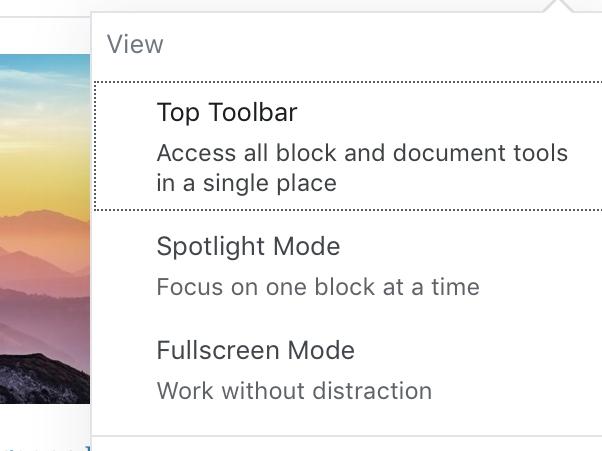 View
Top Toolbar
Access all block and document tools
in a single place
Spotlight Mode
Focus on one block at a time
Fullscreen Mode
Work without distraction